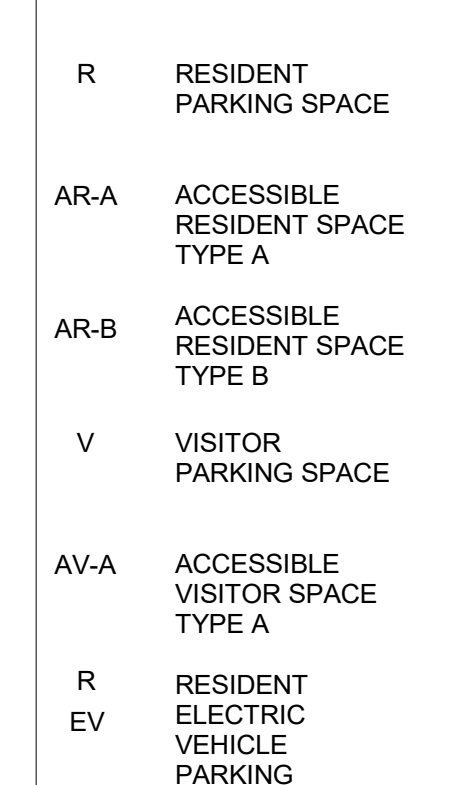 R RESIDENT
PARKING SPACE
AR-A ACCESSIBLE
RESIDENT SPACE
TYPE A
AR-B ACCESSIBLE
RESIDENT SPACE
TYPE B
V VISITOR
PARKING SPACE
AV-A ACCESSIBLE
VISITOR SPACE
TYPE A
R RESIDENT
EV ELECTRIC
VEHICLE
PARKING